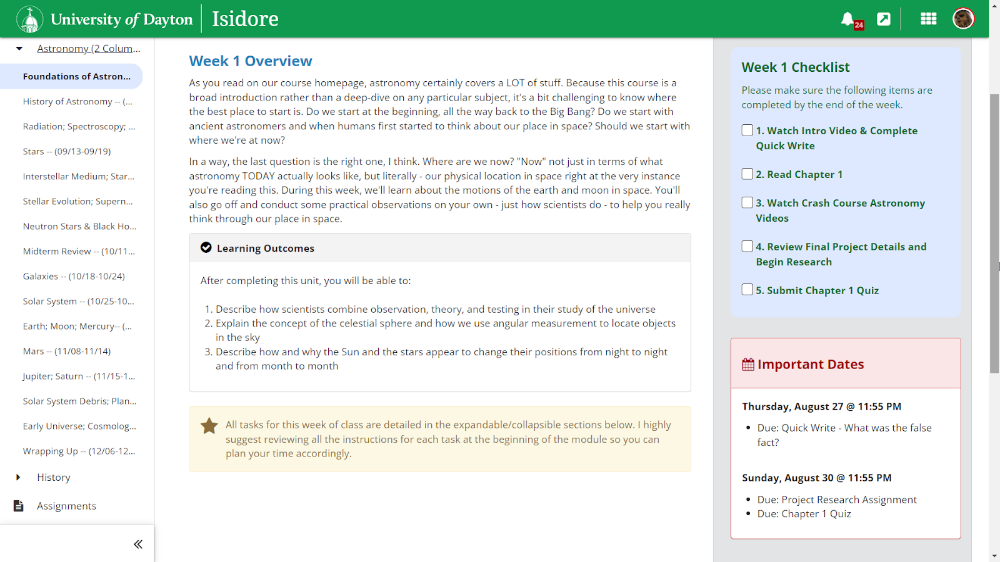 University of Dayton
Isidore
24
Astronomy (2 Colum...
Foundations of Astron...
History of Astronomy -- (...
Radiation; Spectroscopy; ...
Stars -- (09/13-09/19)
Interstellar Medium; Star...
Stellar Evolution; Supern...
Neutron Stars & Black Ho...
Midterm Review -- (10/11...
Galaxies -- (10/18-10/24)
Solar System -- (10/25-10...
Earth; Moon; Mercury-- (...
Mars -- (11/08-11/14)
Jupiter; Saturn -- (11/15-1...
Solar System Debris; Plan...
Early Universe; Cosmolog...
Wrapping Up -- (12/06-12...
History
Assignments
Week 1 Overview
As you read on our course homepage, astronomy certainly covers a LOT of stuff. Because this course is a
broad introduction rather than a deep-dive on any particular subject, it's a bit challenging to know where
the best place to start is. Do we start at the beginning, all the way back to the Big Bang? Do we start with
ancient astronomers and when humans first started to think about our place in space? Should we start with
where we're at now?
In a way, the last question is the right one, I think. Where are we now? "Now" not just in terms of what
astronomy TODAY actually looks like, but literally - our physical location in space right at the very instance
you're reading this. During this week, we'll learn about the motions of the earth and moon in space. You'll
also go off and conduct some practical observations on your own - just how scientists do - to help you really
think through our place in space.
Learning Outcomes
After completing this unit, you will be able to:
1. Describe how scientists combine observation, theory, and testing in their study of the universe
2. Explain the concept of the celestial sphere and how we use angular measurement to locate objects
in the sky
3. Describe how and why the Sun and the stars appear to change their positions from night to night
and from month to month
All tasks for this week of class are detailed in the expandable/collapsible sections below. I highly
suggest reviewing all the instructions for each task at the beginning of the module so you can
plan your time accordingly.
Week 1 Checklist
Please make sure the following items are
completed by the end of the week.
1. Watch Intro Video & Complete
Quick Write
2. Read Chapter 1
3. Watch Crash Course Astronomy
Videos
4. Review Final Project Details and
Begin Research
5. Submit Chapter 1 Quiz
Important Dates
Thursday, August 27 @ 11:55 PM
• Due: Quick Write - What was the false
fact?
Sunday, August 30 @ 11:55 PM
• Due: Project Research Assignment
• Due: Chapter 1 Quiz